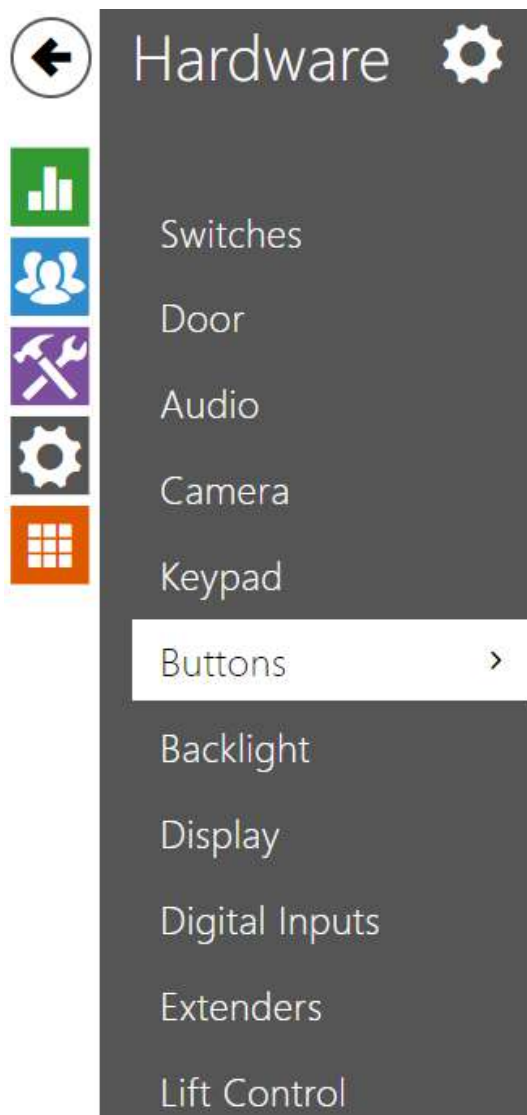 Hardware
Switches
Door
Audio
Camera
Keypad
Buttons
Backlight
Display
Digital Inputs
Extenders
Lift Control